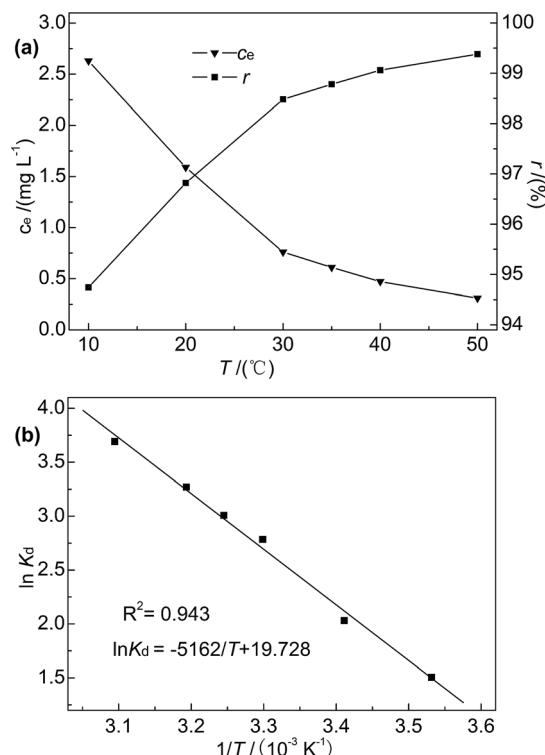 (a)
cₑ
r
3.0
2.5
2.0
1.5
1.0
0.5
0.0
cₑ /(mg L⁻¹)
100
99
98
97
96
95
94
r /(%)
10 20 30 40 50
T /(℃)
(b)
4.0
3.5
3.0
2.5
2.0
1.5
ln K_d
R²= 0.943
lnK_d = -5162/T+19.728
3.1 3.2 3.3 3.4 3.5 3.6
1/T / (10⁻³ K⁻¹)